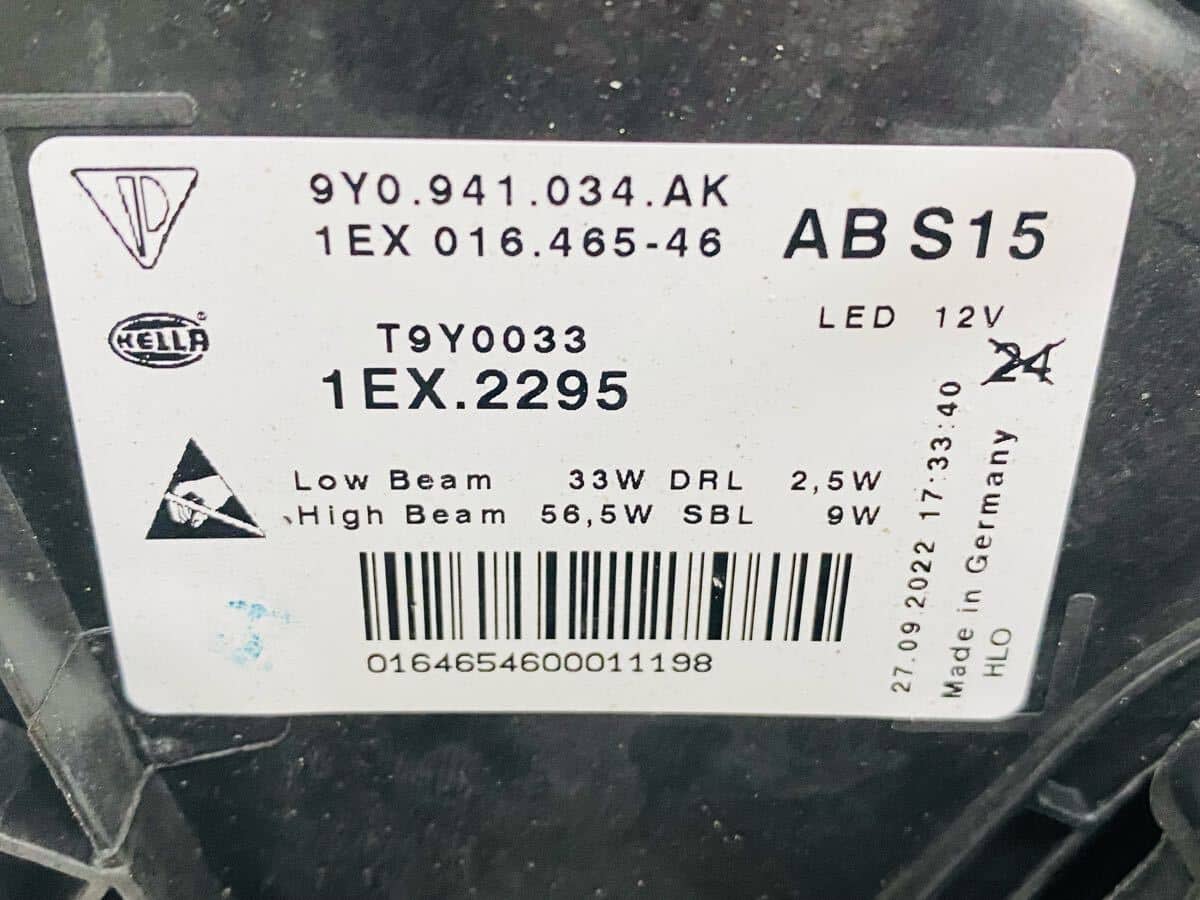 9Y0.941.034.AK
1EX 016.465-46
AB S15
HELLA
®
T9Y0033
1EX.2295
LED 12V
24
Low Beam 33W DRL 2,5W
High Beam 56,5W SBL 9W
0164654600011198
27.09.2022 17:33:40
Made in Germany
HLO